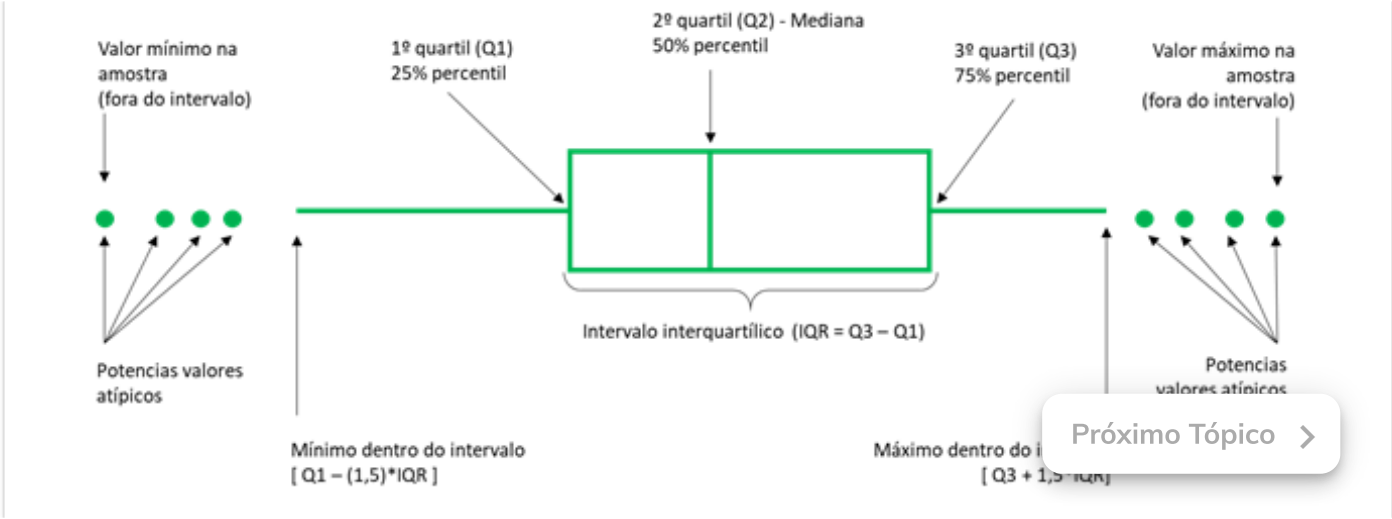 2º quartil (Q2) - Mediana
50% percentil
Valor mínimo na
amostra
(fora do intervalo)
1º quartil (Q1)
25% percentil
3º quartil (Q3)
75% percentil
Valor máximo na
amostra
(fora do intervalo)
Intervalo interquartílico (IQR = Q3 – Q1)
Potencias valores
atípicos
Potencias
valores atípicos
Mínimo dentro do intervalo
[ Q1 – (1,5)*IQR ]
Máximo dentro do
[ Q3 + 1,5*IQR]
Próximo Tópico